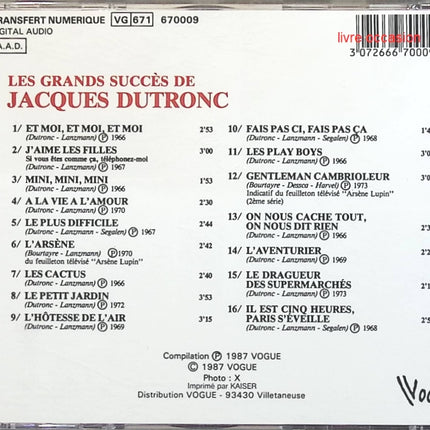 TRANSFERT NUMERIQUE VG 671 670009
DIGITAL AUDIO
A.A.D.
livre occasion
3 072666 7000
LES GRANDS SUCCÈS DE
JACQUES DUTRONC
1/ ET MOI, ET MOI, ET MOI 2'53
(Dutronc - Lanzmann) Ⓟ 1966
2/ J'AIME LES FILLES 3'00
Si vous êtes comme ça, téléphonez-moi
(Dutronc - Lanzmann) Ⓟ 1967
3/ MINI, MINI, MINI 1'53
(Dutronc - Lanzmann) Ⓟ 1966
4/ A LA VIE A L'AMOUR 2'30
(Dutronc - Lanzmann) Ⓟ 1970
5/ LE PLUS DIFFICILE 2'44
(Dutronc - Lanzmann - Segalen) Ⓟ 1967
6/ L'ARSÈNE 2'42
(Bourtayre - Lanzmann) Ⓟ1970
du feuilleton télévisé "Arsène Lupin"
7/ LES CACTUS 2'40
(Dutronc - Lanzmann) Ⓟ 1966
8/ LE PETIT JARDIN 3'53
(Dutronc - Lanzmann) Ⓟ 1972
9/ L'HÔTESSE DE L'AIR 3'15
(Dutronc - Lanzmann) Ⓟ 1969
10/ FAIS PAS CI, FAIS PAS ÇA
(Dutronc - Lanzman - Segalen) Ⓟ 1968
11/ LES PLAY BOYS
(Dutronc - Lanzmann) Ⓟ 1966
12/ GENTLEMAN CAMBRIOLEUR
(Bourtayre - Dessca - Harvel) Ⓟ 1973
Indicatif du feuilleton télévisé "Arsène Lupin"
(2ème série)
13/ ON NOUS CACHE TOUT,
ON NOUS DIT RIEN
(Dutronc - Lanzmann) Ⓟ 1966
14/ L'AVENTURIER
(Dutronc - Lanzmann) Ⓟ 1969
15/ LE DRAGUEUR
DES SUPERMARCHÉS
(Dutronc - Lanzmann) Ⓟ 1973
16/ IL EST CINQ HEURES,
PARIS S'ÉVEILLE
(Dutronc - Lanzman - Segalen) Ⓟ 1968
Compilation Ⓟ 1987 VOGUE
© 1987 VOGUE
Photo : X
Imprimé par KAISER
Distribution VOGUE - 93430 Villetaneuse